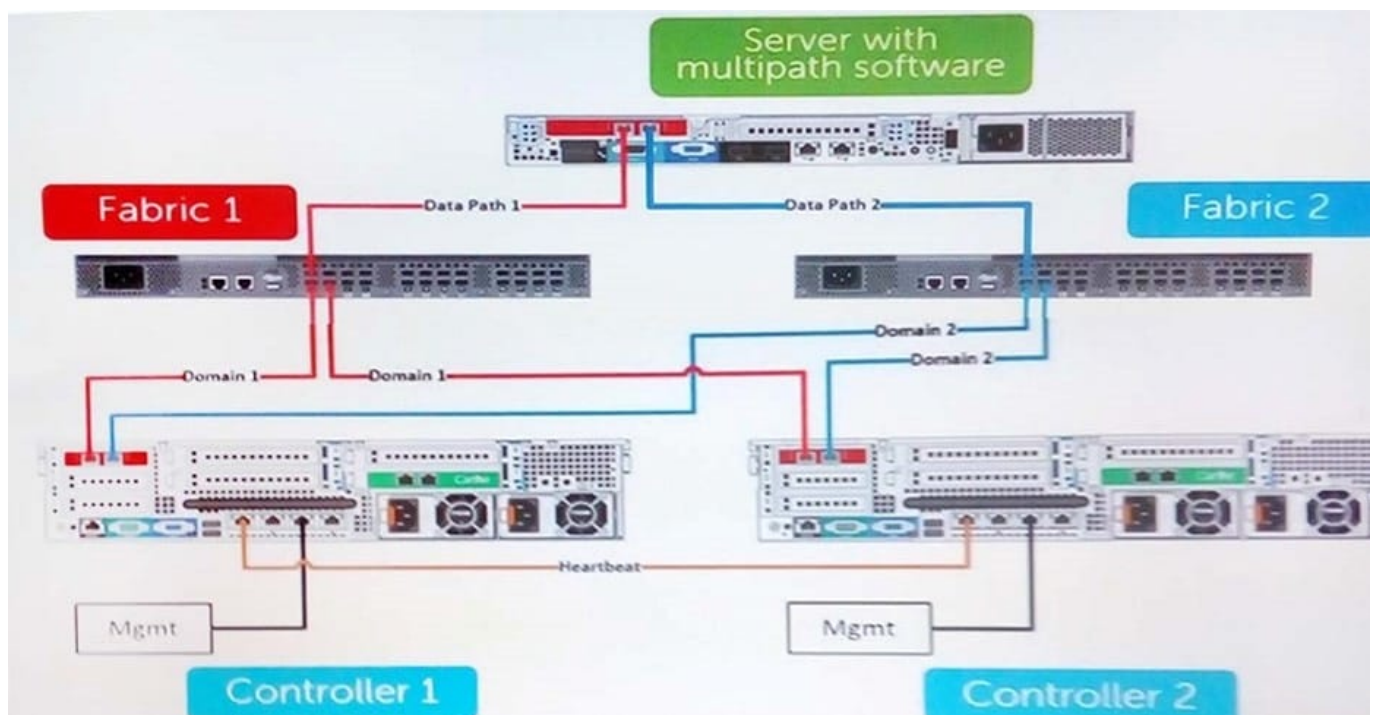 Server with
multipath software
Fabric 1
Data Path 1
Data Path 2
Fabric 2
Domain 2
Domain 2
Domain 1
Domain 1
Heartbeat
Mgmt
Mgmt
Controller 1
Controller 2